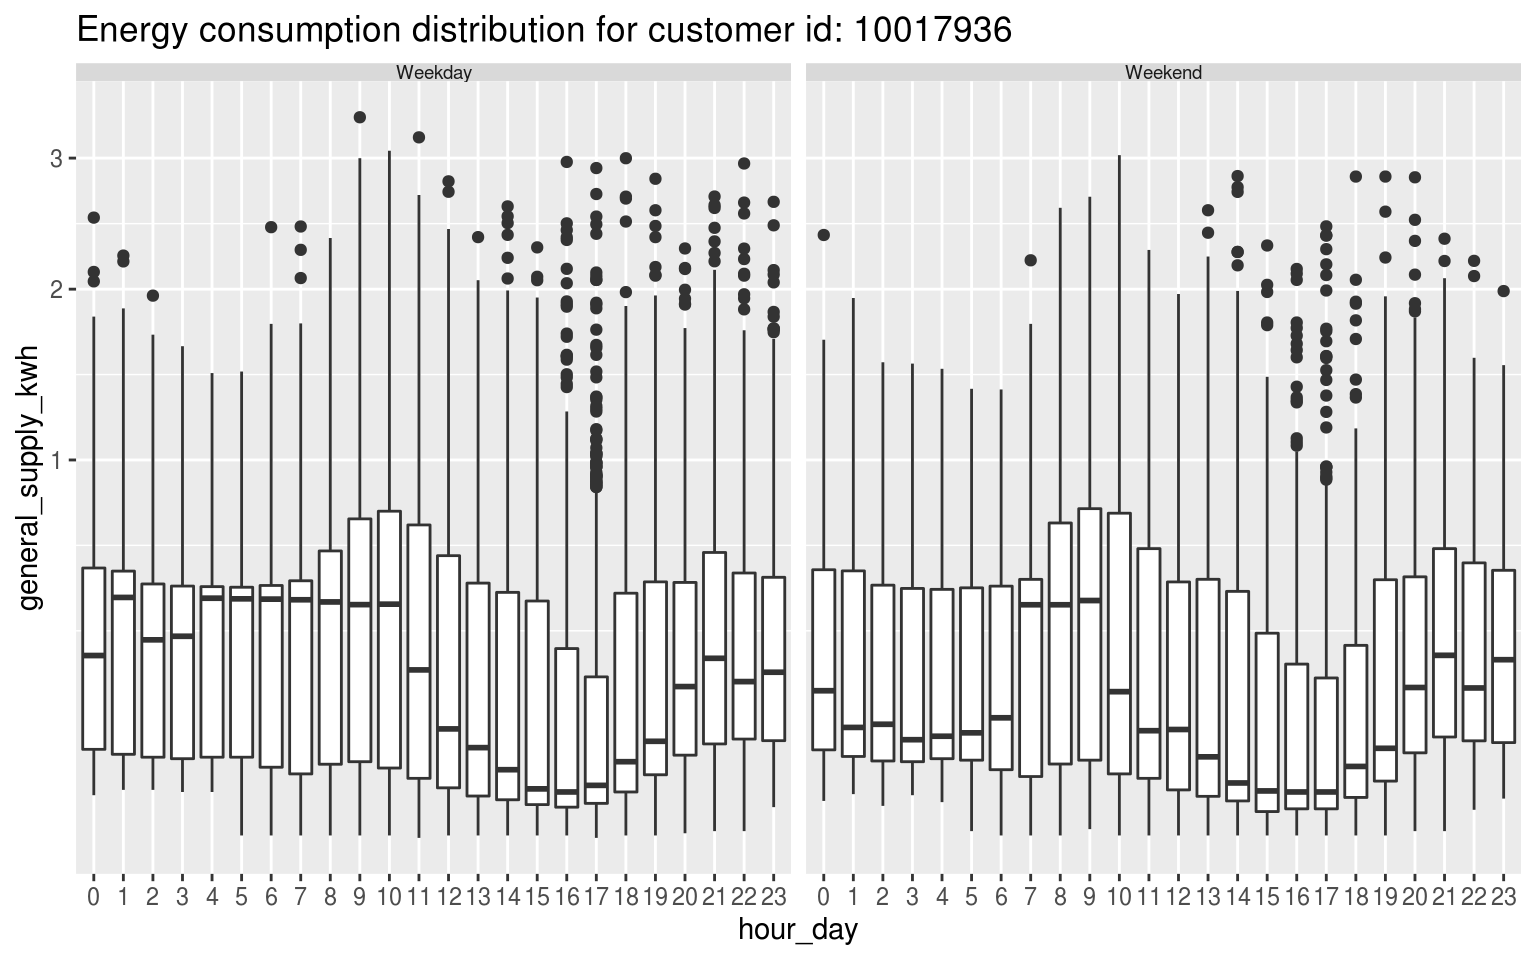 Energy consumption distribution for customer id: 10017936
Weekday
Weekend
3
2
1
general_supply_kwh
0 1 2 3 4 5 6 7 8 9 10 11 12 13 14 15 16 17 18 19 20 21 22 23
0 1 2 3 4 5 6 7 8 9 10 11 12 13 14 15 16 17 18 19 20 21 22 23
hour_day